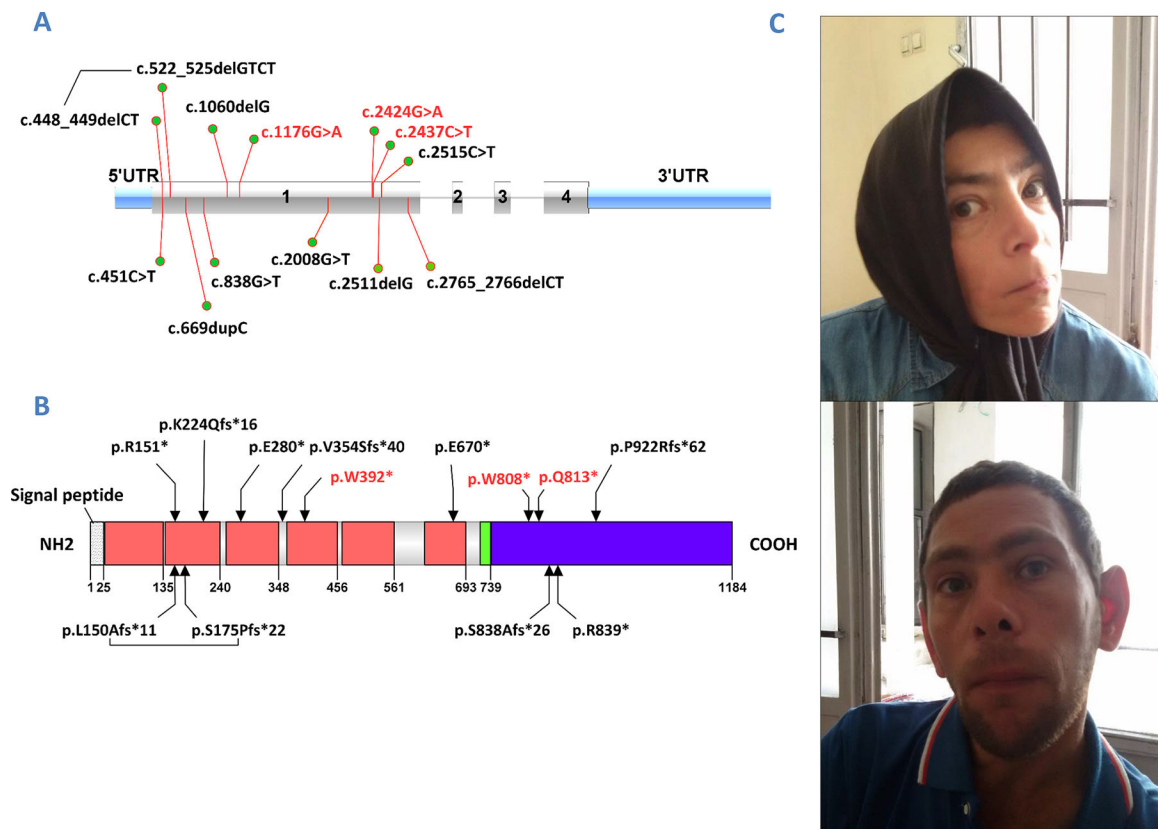 A
C
c.522_525delGTCT
c.448_449delCT
c.1060delG
c.1176G>A
c.2424G>A
c.2437C>T
c.2515C>T
5'UTR
3'UTR
1
2
3
4
c.451C>T
c.838G>T
c.2008G>T
c.2511delG
c.2765_2766delCT
c.669dupC
B
p.K224Qfs*16
p.R151*
p.E280*
p.V354Sfs*40
p.E670*
p.P922Rfs*62
p.W392*
p.W808*
p.Q813*
Signal peptide
NH2
COOH
1 25 135 240 348 456 561 693 739 1184
p.L150Afs*11
p.S175Pfs*22
p.S838Afs*26
p.R839*